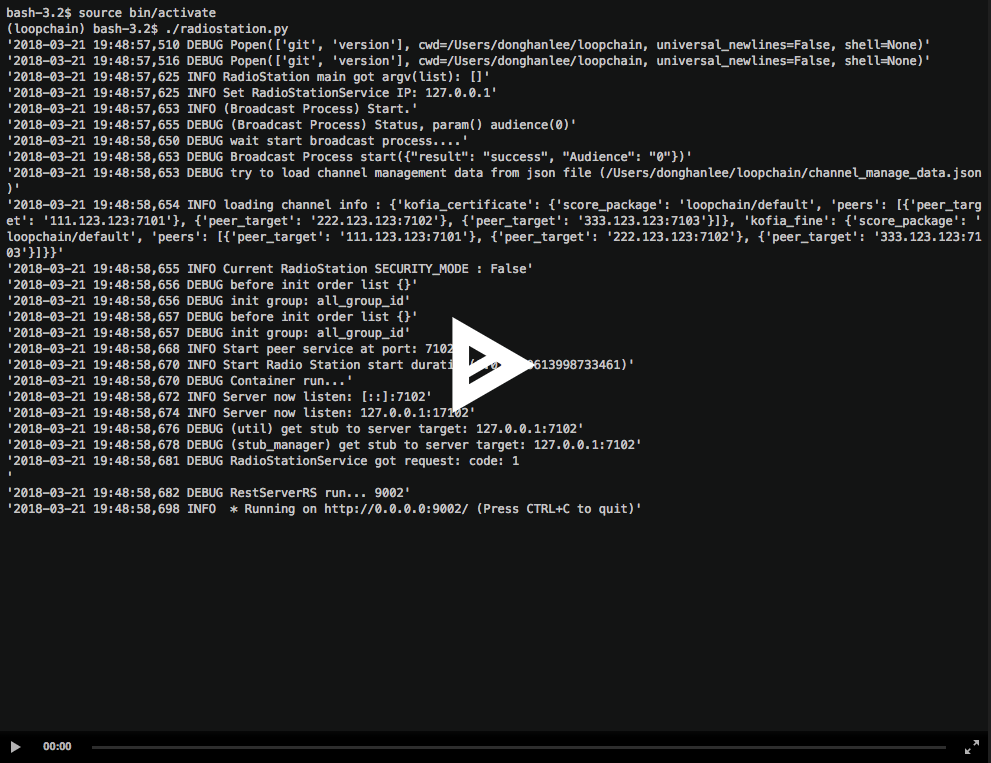 bash-3.2$ source bin/activate
(loopchain) bash-3.2$ ./radiostation.py
'2018-03-21 19:48:57,510 DEBUG Popen(['git', 'version'], cwd=/Users/donghanlee/loopchain, universal_newlines=False, shell=None)'
'2018-03-21 19:48:57,516 DEBUG Popen(['git', 'version'], cwd=/Users/donghanlee/loopchain, universal_newlines=False, shell=None)'
'2018-03-21 19:48:57,625 INFO RadioStation main got argv(list): []'
'2018-03-21 19:48:57,625 INFO Set RadioStationService IP: 127.0.0.1'
'2018-03-21 19:48:57,653 INFO (Broadcast Process) Start.'
'2018-03-21 19:48:57,655 DEBUG (Broadcast Process) Status, param() audience(0)'
'2018-03-21 19:48:58,650 DEBUG wait start broadcast process....'
'2018-03-21 19:48:58,653 DEBUG Broadcast Process start({"result": "success", "Audience": "0"})'
'2018-03-21 19:48:58,653 DEBUG try to load channel management data from json file (/Users/donghanlee/loopchain/channel_manage_data.json
)'
'2018-03-21 19:48:58,654 INFO loading channel info : {'kofia_certificate': {'score_package': 'loopchain/default', 'peers': [{'peer_targ
et': '111.123.123:7101'}, {'peer_target': '222.123.123:7102'}, {'peer_target': '333.123.123:7103'}]}, 'kofia_fine': {'score_package': '
loopchain/default', 'peers': [{'peer_target': '111.123.123:7101'}, {'peer_target': '222.123.123:7102'}, {'peer_target': '333.123.123:71
03'}]}}'
'2018-03-21 19:48:58,655 INFO Current RadioStation SECURITY_MODE : False'
'2018-03-21 19:48:58,656 DEBUG before init order list {}'
'2018-03-21 19:48:58,656 DEBUG init group: all_group_id'
'2018-03-21 19:48:58,657 DEBUG before init order list {}'
'2018-03-21 19:48:58,657 DEBUG init group: all_group_id'
'2018-03-21 19:48:58,668 INFO Start peer service at port: 7102
'2018-03-21 19:48:58,670 INFO Start Radio Station start 613998733461)'
'2018-03-21 19:48:58,670 DEBUG Container run...'
'2018-03-21 19:48:58,672 INFO Server now listen: [::]:7102'
'2018-03-21 19:48:58,674 INFO Server now listen: 127.0.0.1:17102'
'2018-03-21 19:48:58,676 DEBUG (util) get stub to server target: 127.0.0.1:7102'
'2018-03-21 19:48:58,678 DEBUG (stub_manager) get stub to server target: 127.0.0.1:7102'
'2018-03-21 19:48:58,681 DEBUG RadioStationService got request: code: 1
'
'2018-03-21 19:48:58,682 DEBUG RestServerRS run... 9002'
'2018-03-21 19:48:58,698 INFO  * Running on http://0.0.0.0:9002/ (Press CTRL+C to quit)'
00:00